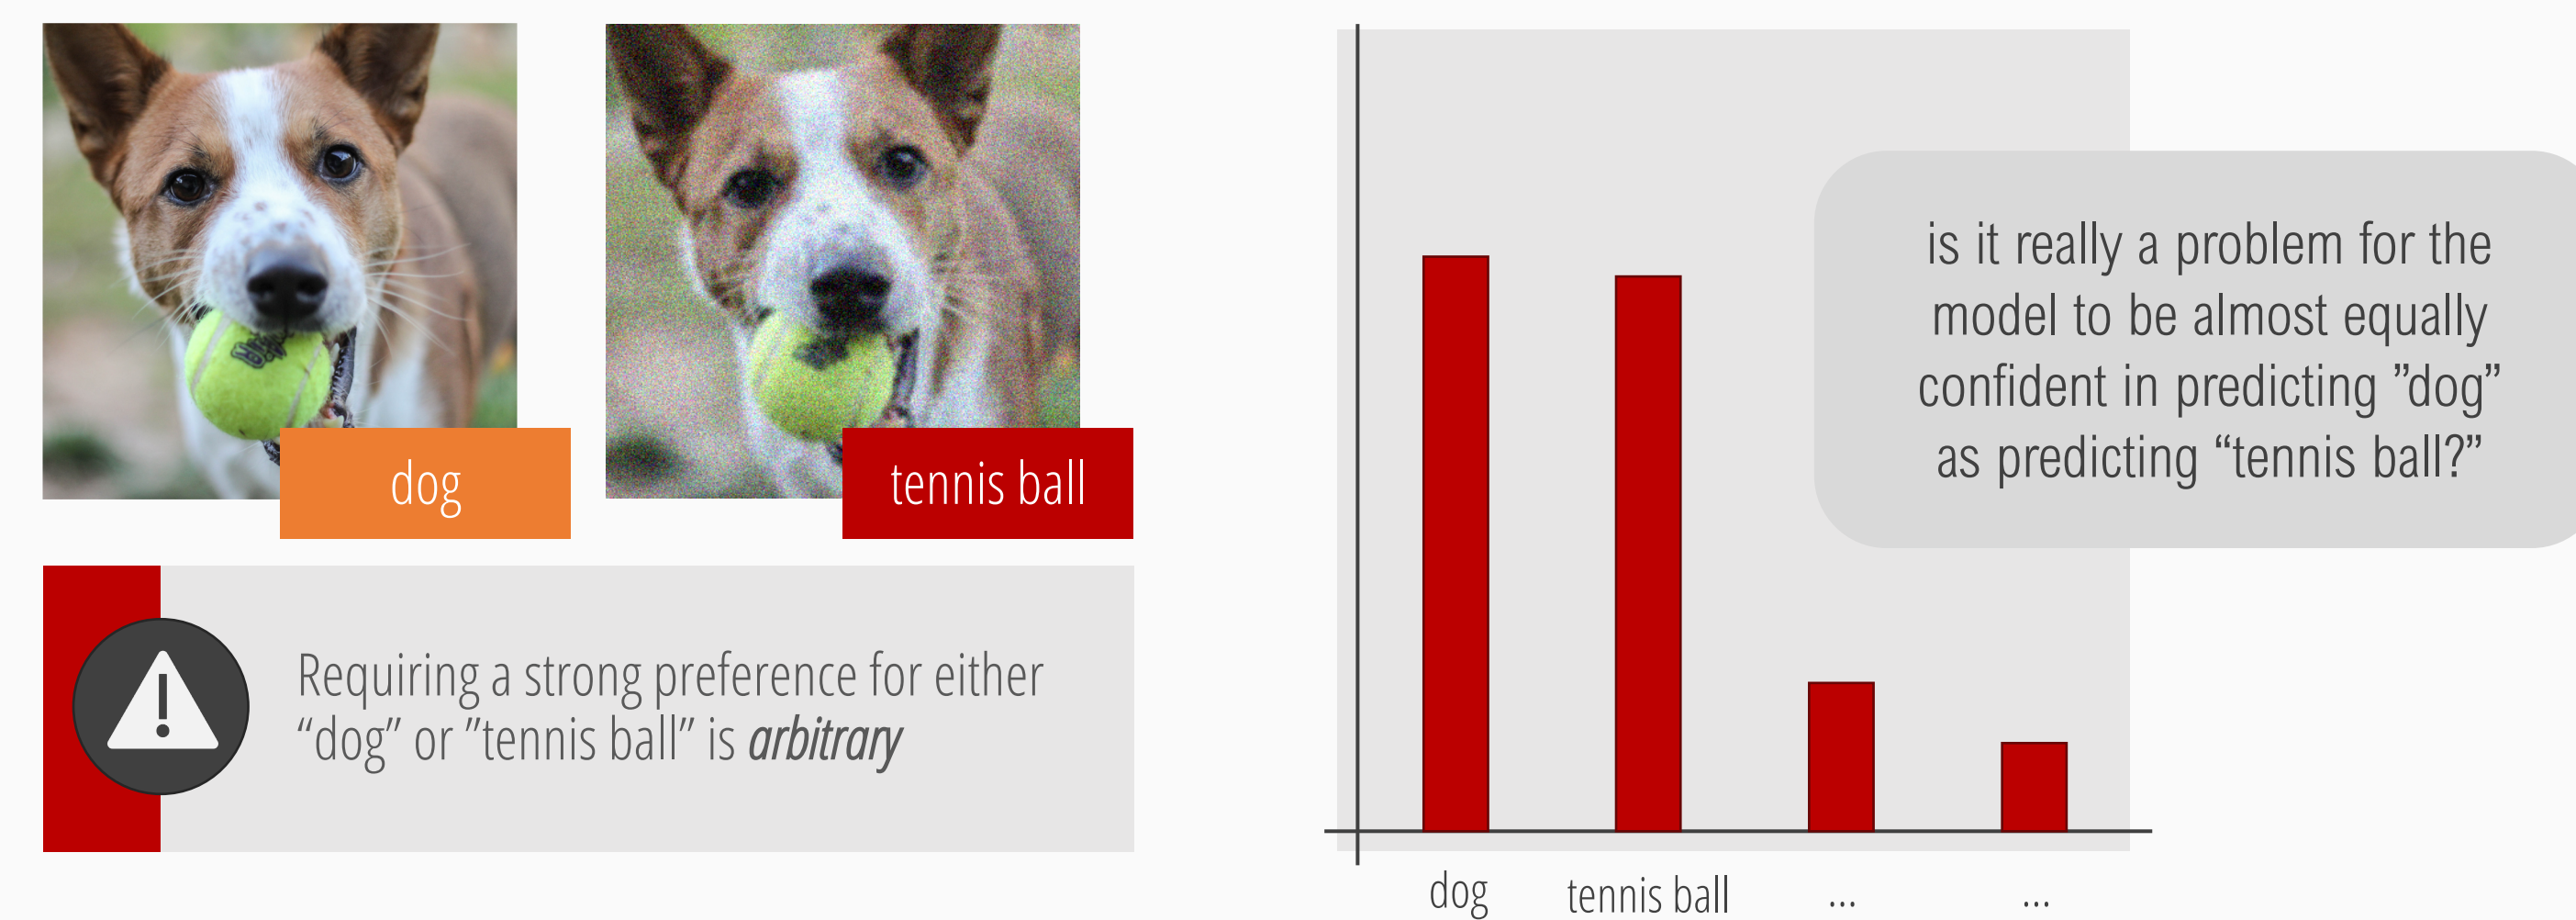 dog
tennis ball
Requiring a strong preference for either
“dog” or ”tennis ball” is arbitrary
is it really a problem for the
model to be almost equally
confident in predicting ”dog”
as predicting “tennis ball?”
dog
tennis ball
...
...